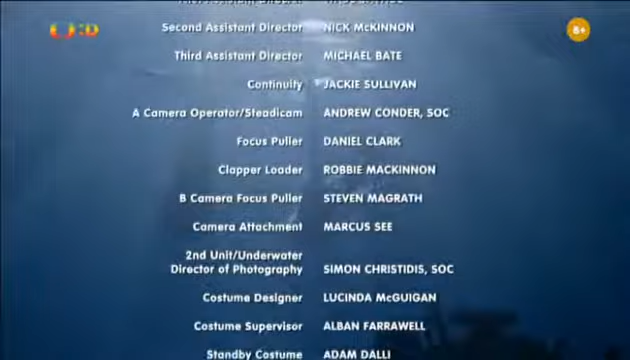 :D
8+
Second Assistant Director NICK McKINNON
Third Assistant Director MICHAEL BATE
Continuity JACKIE SULLIVAN
A Camera Operator/Steadicam ANDREW CONDER, SOC
Focus Puller DANIEL CLARK
Clapper Loader ROBBIE MACKINNON
B Camera Focus Puller STEVEN MAGRATH
Camera Attachment MARCUS SEE
2nd Unit/Underwater
Director of Photography SIMON CHRISTIDIS, SOC
Costume Designer LUCINDA McGUIGAN
Costume Supervisor ALBAN FARRAWELL
Standby Costume ADAM DALLI